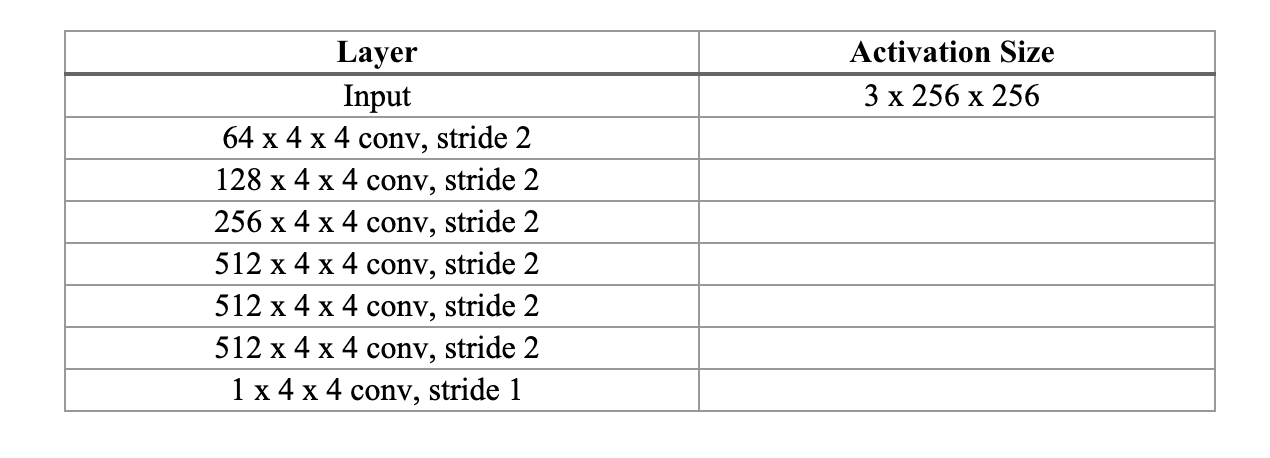 Layer Activation Size
Input 3 x 256 x 256
64 x 4 x 4 conv, stride 2
128 x 4 x 4 conv, stride 2
256 x 4 x 4 conv, stride 2
512 x 4 x 4 conv, stride 2
512 x 4 x 4 conv, stride 2
512 x 4 x 4 conv, stride 2
1 x 4 x 4 conv, stride 1